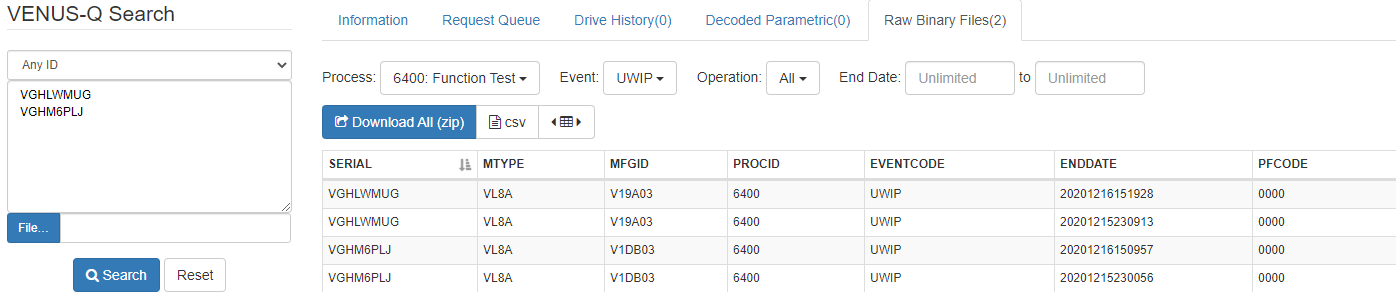 VENUS-Q Search
Any ID
VGHLWMUG
VGHM6PLJ
File...
Search Reset
Information Request Queue Drive History(0) Decoded Parametric(0) Raw Binary Files(2)
Process: 6400: Function Test Event: UWIP Operation: All End Date: Unlimited to Unlimited
Download All (zip) csv
SERIAL MTYPE MFGID PROCID EVENTCODE ENDDATE PFCODE
VGHLWMUG VL8A V19A03 6400 UWIP 20201216151928 0000
VGHLWMUG VL8A V19A03 6400 UWIP 20201215230913 0000
VGHM6PLJ VL8A V1DB03 6400 UWIP 20201216150957 0000
VGHM6PLJ VL8A V1DB03 6400 UWIP 20201215230056 0000